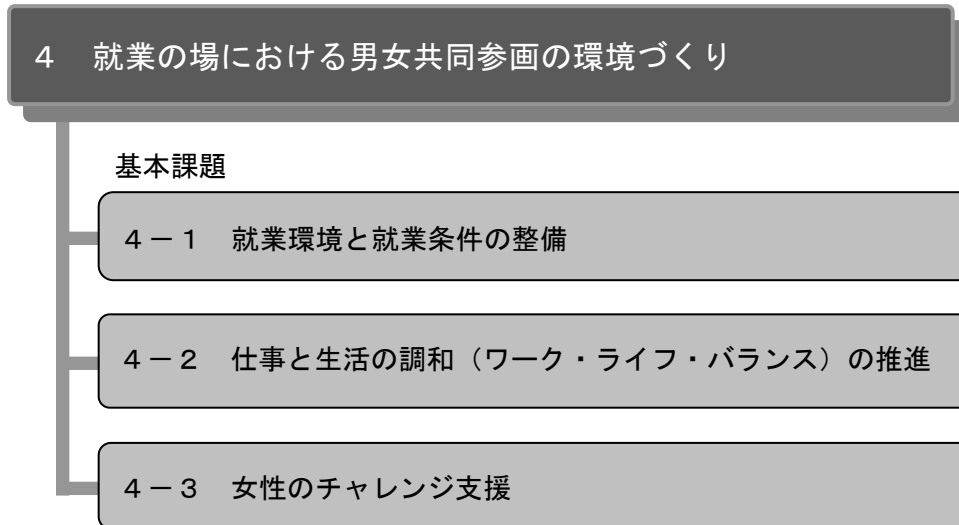 ４　就業の場における男女共同参画の環境づくり
基本課題
４－１　就業環境と就業条件の整備
４－２　仕事と生活の調和（ワーク・ライフ・バランス）の推進
４－３　女性のチャレンジ支援